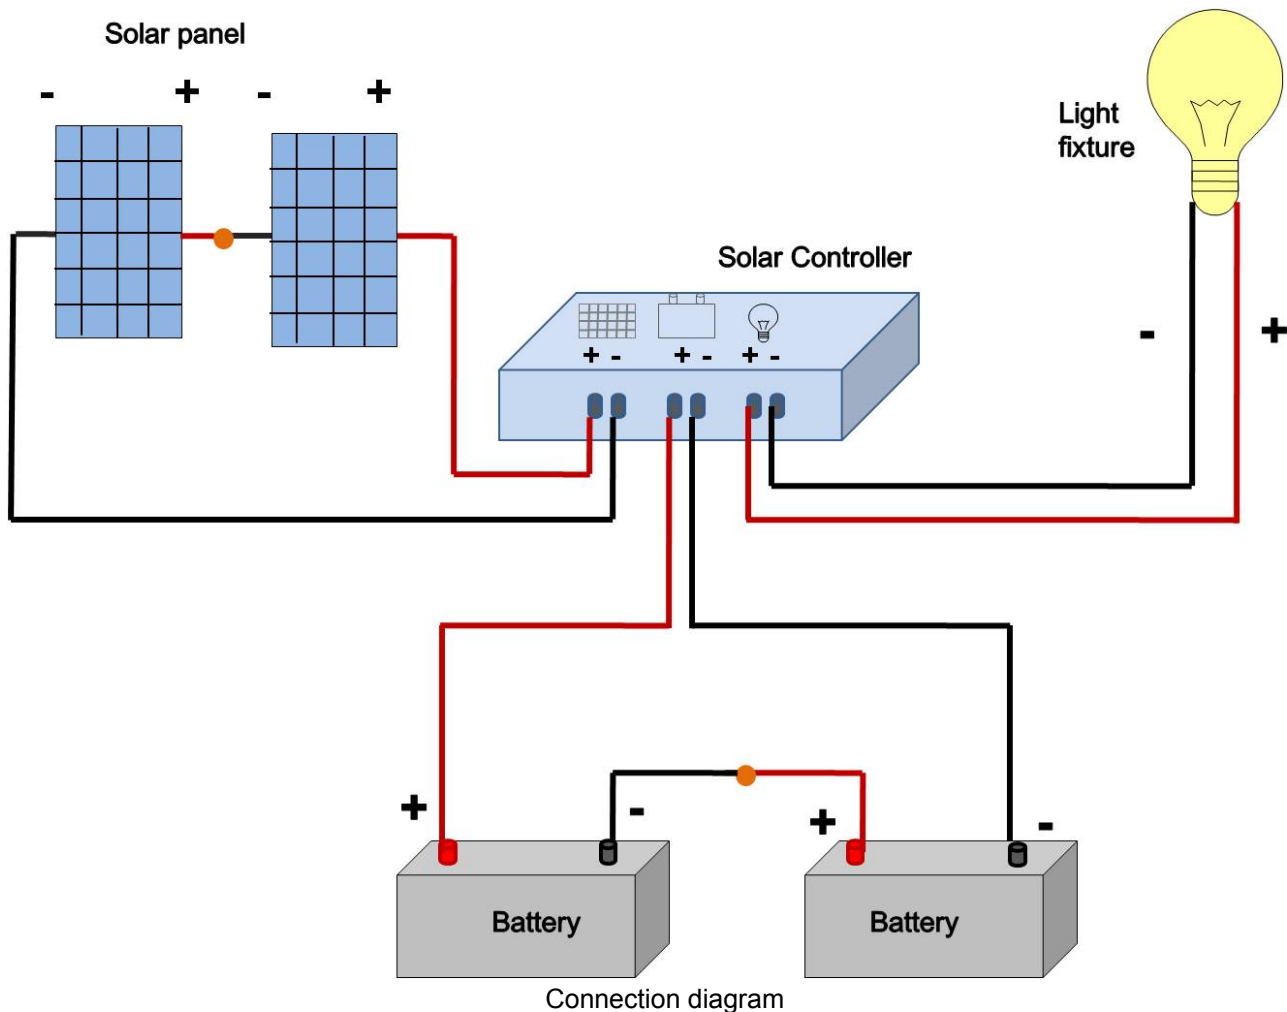 Solar panel
- + - +
Light
fixture
Solar Controller
+ - + - + -
- +
+ - + -
Battery Battery
Connection diagram